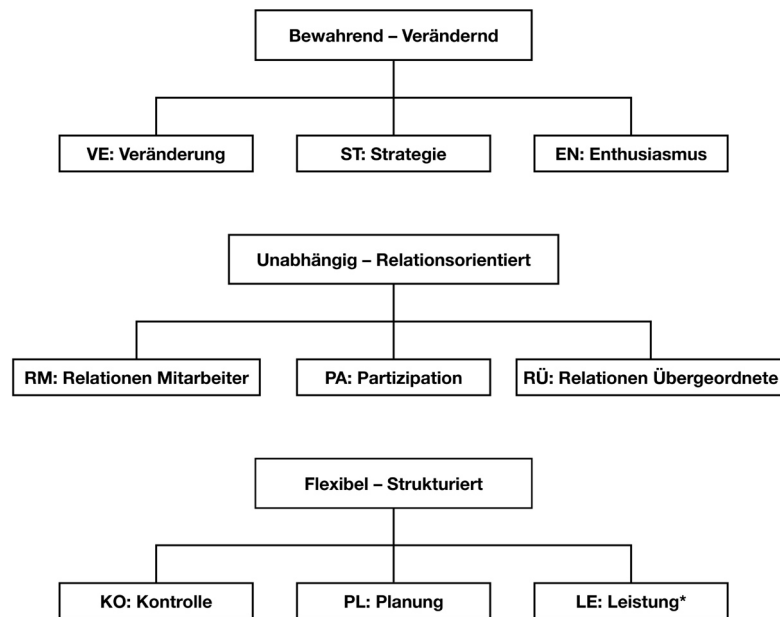 Bewahrend – Verändernd
VE: Veränderung
ST: Strategie
EN: Enthusiasmus
Unabhängig – Relationsorientiert
RM: Relationen Mitarbeiter
PA: Partizipation
RÜ: Relationen Übergeordnete
Flexibel – Strukturiert
KO: Kontrolle
PL: Planung
LE: Leistung*